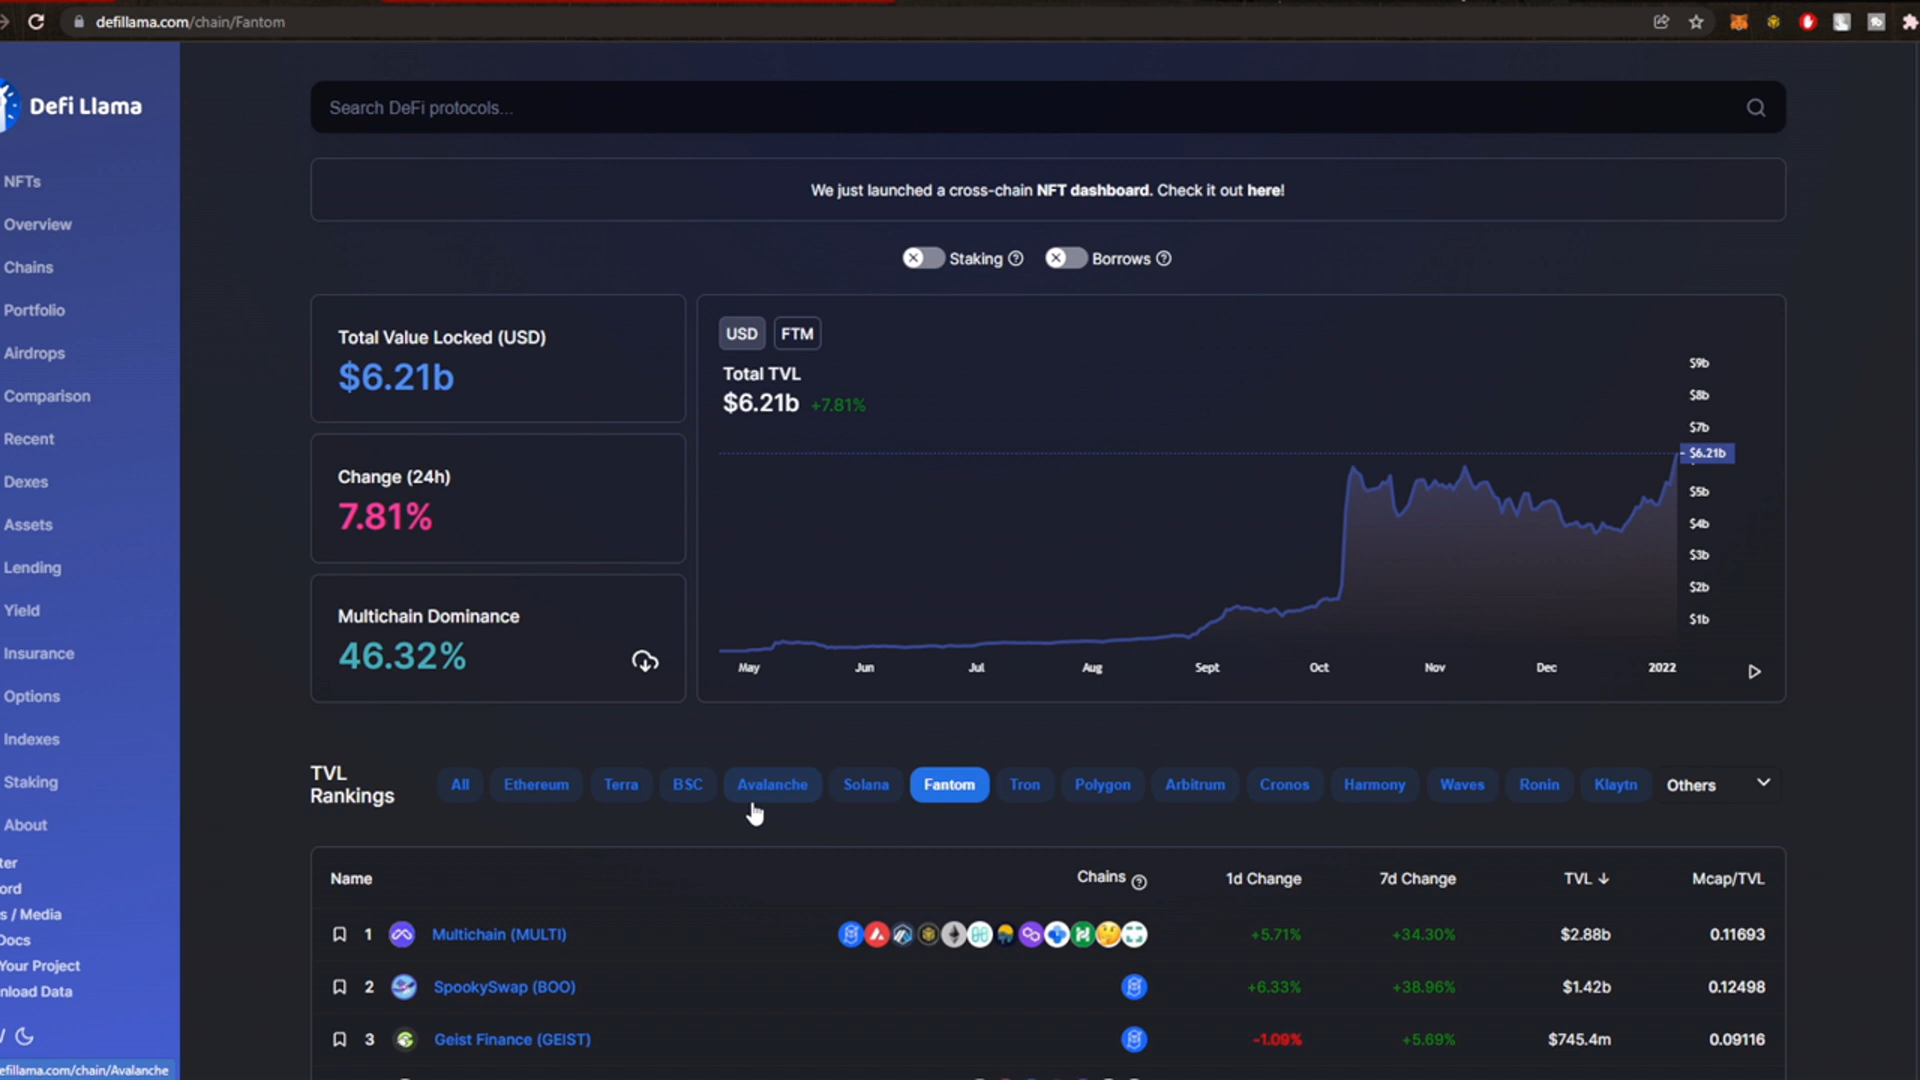 defillama.com/chain/Fantom
Defi Llama
NFTs
Overview
Chains
Portfolio
Airdrops
Comparison
Recent
Dexes
Assets
Lending
Yield
Insurance
Options
Indexes
Staking
About
ter
ord
s / Media
Docs
Your Project
nload Data
efillama.com/chain/Avalanche
Search DeFi protocols...
We just launched a cross-chain NFT dashboard. Check it out here!
Staking ? Borrows ?
Total Value Locked (USD)
$6.21b
Change (24h)
7.81%
Multichain Dominance
46.32%
USD FTM
Total TVL
$6.21b +7.81%
$9b
$8b
$7b
$6.21b
$5b
$4b
$3b
$2b
$1b
May Jun Jul Aug Sept Oct Nov Dec 2022
TVL
Rankings
All Ethereum Terra BSC Avalanche Solana Fantom Tron Polygon Arbitrum Cronos Harmony Waves Ronin Klaytn Others
Name Chains ? 1d Change 7d Change TVL ↓ Mcap/TVL
1 Multichain (MULTI) +5.71% +34.30% $2.88b 0.11693
2 SpookySwap (BOO) +6.33% +38.96% $1.42b 0.12498
3 Geist Finance (GEIST) -1.09% +5.69% $745.4m 0.09116